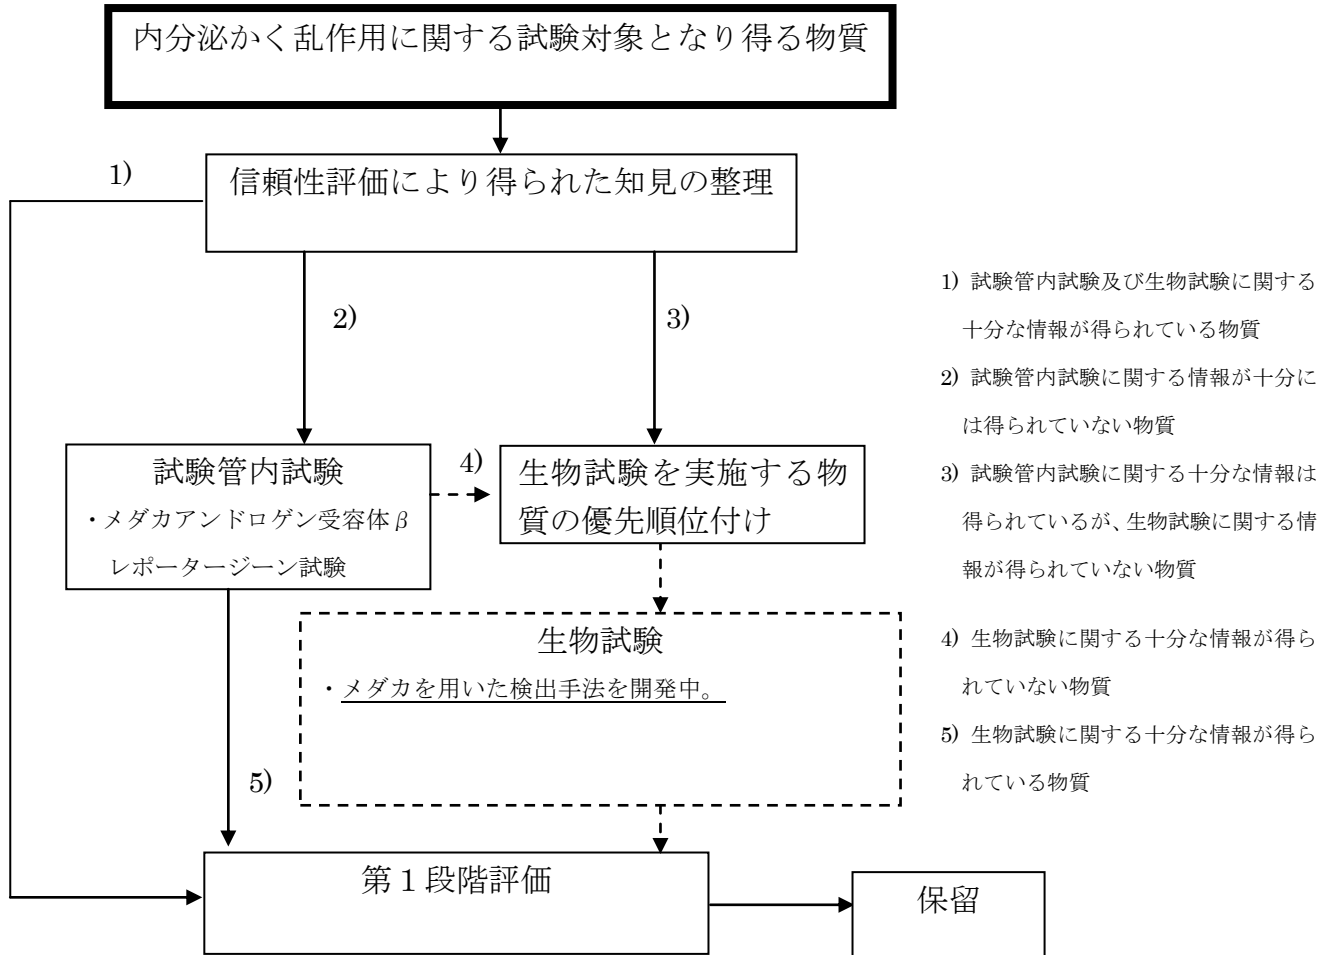 内分泌かく乱作用に関する試験対象となり得る物質
1)
信頼性評価により得られた知見の整理
2)
3)
試験管内試験
・メダカアンドロゲン受容体β
レポータージーン試験
4)
生物試験を実施する物
質の優先順位付け
生物試験
・メダカを用いた検出手法を開発中。
5)
第１段階評価
保留
1) 試験管内試験及び生物試験に関する
十分な情報が得られている物質
2) 試験管内試験に関する情報が十分に
は得られていない物質
3) 試験管内試験に関する十分な情報は
得られているが、生物試験に関する情
報が得られていない物質
4) 生物試験に関する十分な情報が得ら
れていない物質
5) 生物試験に関する十分な情報が得ら
れている物質